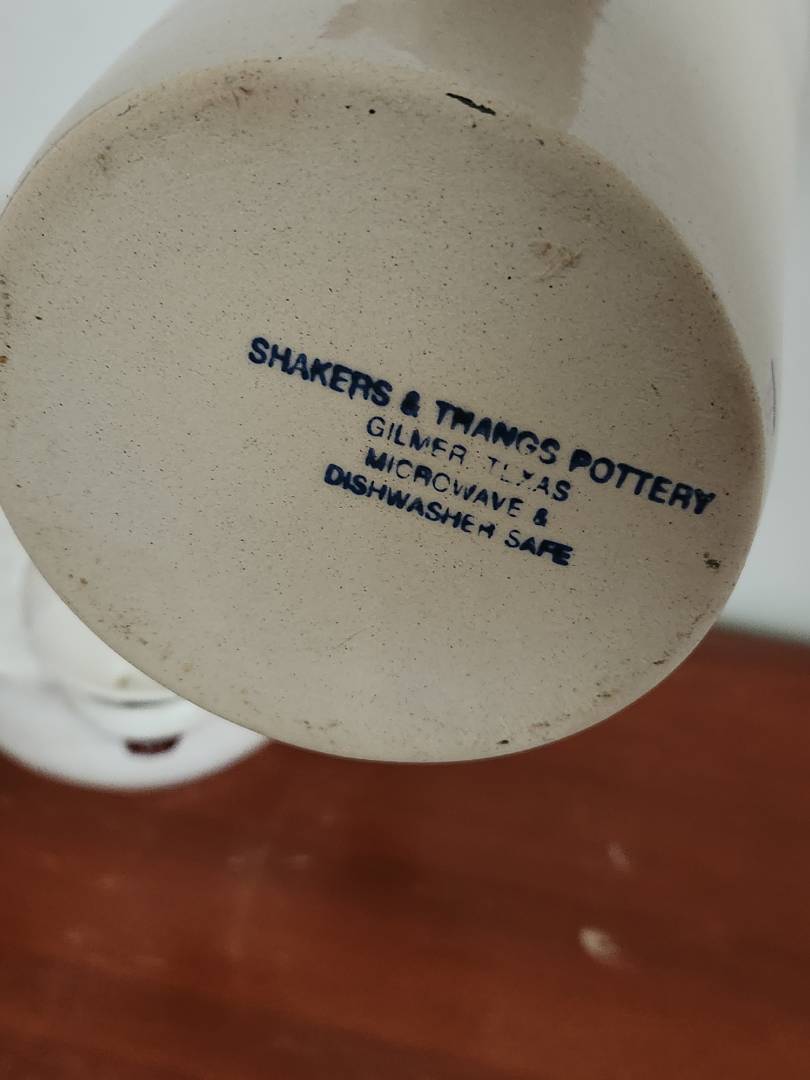 SHAKERS & THANGS POTTERY
GILMER, TEXAS
MICROWAVE &
DISHWASHER SAFE